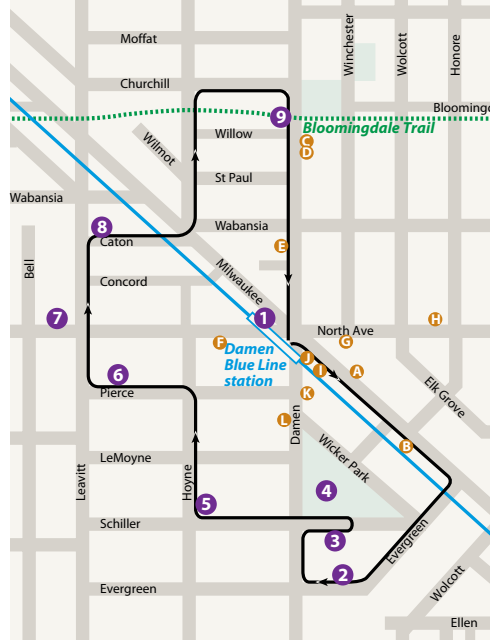 Moffat
Churchill
Winchester
Wolcott
Honore
Bloomingd
9
Bloomingdale Trail
Willow
Wilmot
C
D
St Paul
Wabansia
Wabansia
8
Caton
E
Bell
Concord
Milwaukee
7
1
North Ave
H
F
G
Damen
Blue Line
station
J
I
A
6
Pierce
K
Elk Grove
L
Damen
B
Wicker Park
LeMoyne
Leavitt
Hoyne
4
5
Schiller
3
Evergreen
2
Evergreen
Wolcott
Ellen